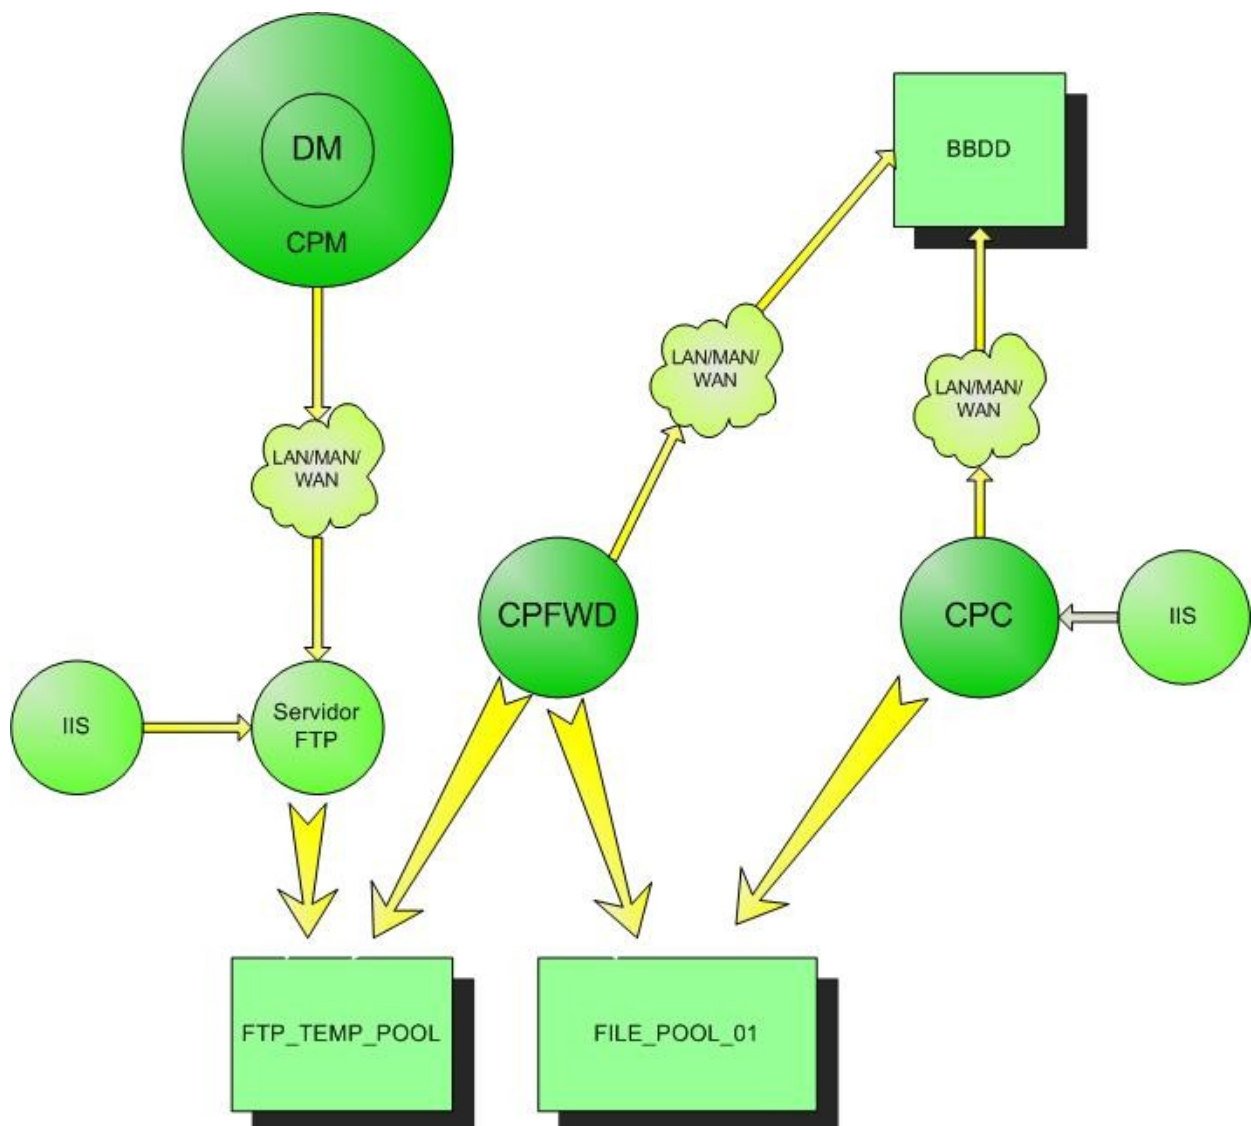 DM
CPM
BBDD
LAN/MAN/
WAN
LAN/MAN/
WAN
LAN/MAN/
WAN
CPFWD
CPC
IIS
IIS
Servidor
FTP
FTP_TEMP_POOL
FILE_POOL_01